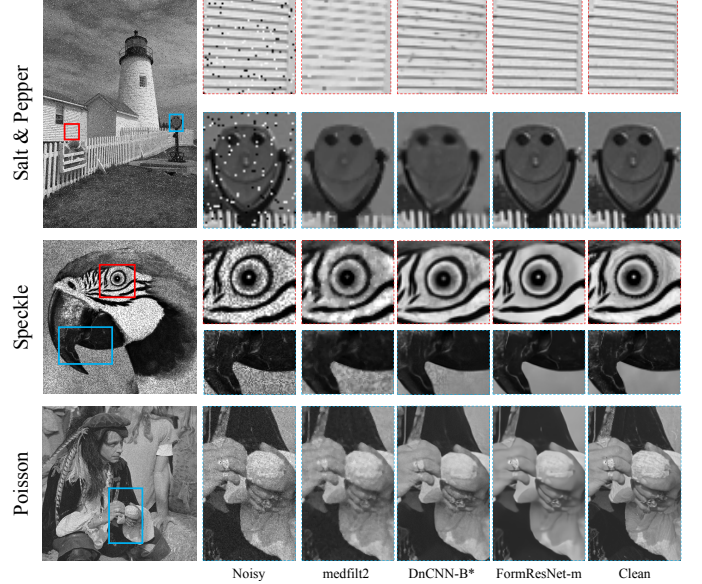 Salt & Pepper
Speckle
Poisson
Noisy medfilt2 DnCNN-B* FormResNet-m Clean